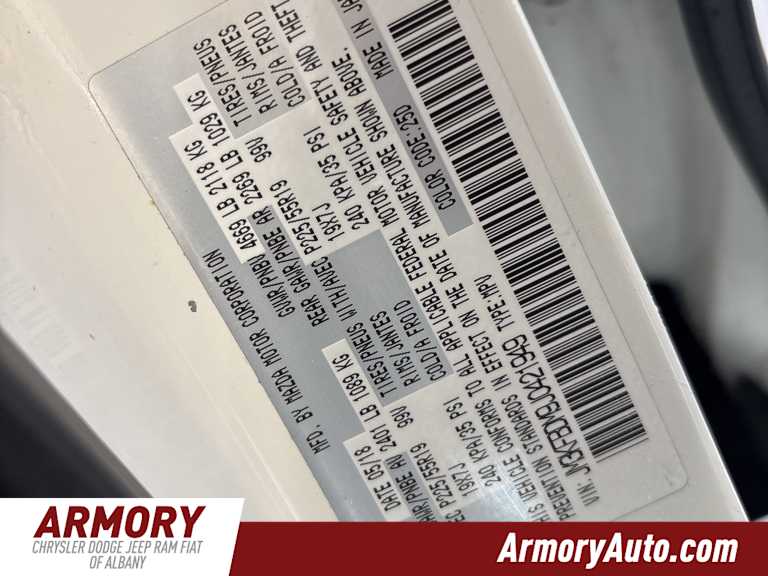 MFD. BY MAZDA MOTOR CORPORATION
DATE 05/18 GVWR/PNBV 4669 LB 2118 KG
PNBE AV 2401 LB 1089 KG GAWR/PNBE AR 2269 LB 1029 KG
P225/55R19 99V TIRES/PNEUS WITH/AVEC REAR P225/55R19 99V TIRES/PNEUS
19X7J RIMS/JANTES 19X7J RIMS/JANTES
240 KPA/35 PSI COLD/A FROID 240 KPA/35 PSI COLD/A FROID
THIS VEHICLE CONFORMS TO ALL APPLICABLE FEDERAL MOTOR VEHICLE SAFETY AND THEFT
PREVENTION STANDARDS IN EFFECT ON THE DATE OF MANUFACTURE SHOWN ABOVE.
VIN: TYPE: MPV COLOR CODE: 25D MADE IN
ARMORY
CHRYSLER DODGE JEEP RAM FIAT
OF ALBANY
ArmoryAuto.com